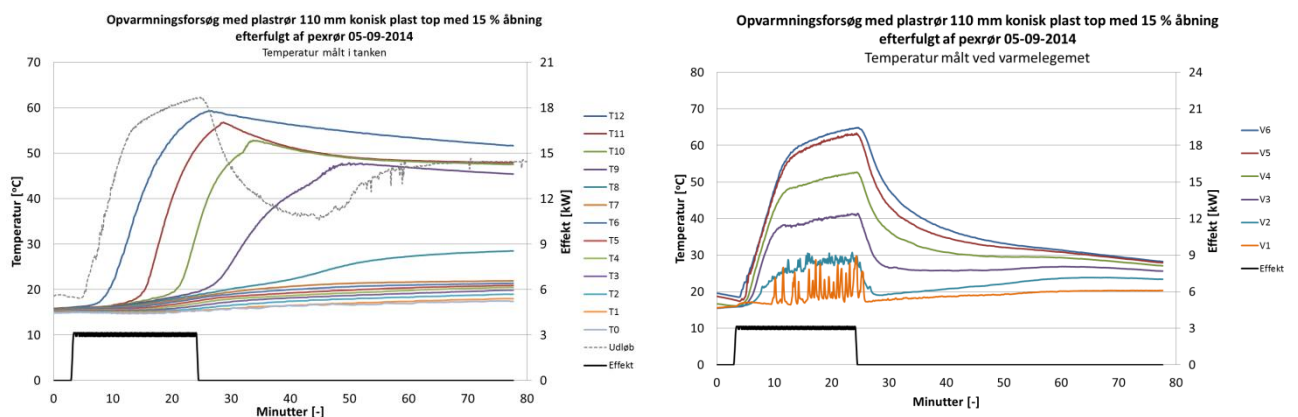 Opvarmningsforsøg med plastrør 110 mm konisk plast top med 15 % åbning
efterfulgt af pexrør 05-09-2014
Temperatur målt i tanken
Temperatur [°C]
70
60
50
40
30
20
10
0
0 10 20 30 40 50 60 70 80
Minutter [-]
21
18
15
12
9
6
3
0
Effekt [kW]
T12
T11
T10
T9
T8
T7
T6
T5
T4
T3
T2
T1
T0
Udløb
Effekt
Opvarmningsforsøg med plastrør 110 mm konisk plast top med 15 % åbning
efterfulgt af pexrør 05-09-2014
Temperatur målt ved varmelegemet
Temperatur [°C]
80
70
60
50
40
30
20
10
0
0 10 20 30 40 50 60 70 80
Minutter [-]
24
21
18
15
12
9
6
3
0
Effekt [kW]
V6
V5
V4
V3
V2
V1
Effekt